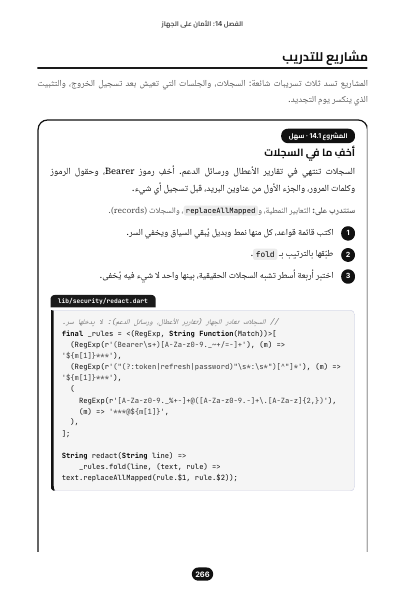 الفصل 14: الأمان على الجهاز
مشاريع للتدريب
المشاريع تسد ثلاث تسريبات شائعة: السجلات، والجلسات التي تعيش بعد تسجيل الخروج، والتثبيت
الذي ينكسر يوم التجديد.
المشروع 14.1 · سهل
أخفِ ما في السجلات
السجلات تنتهي في تقارير الأعطال ورسائل الدعم. أخفِ رموز Bearer، وحقول الرموز
وكلمات المرور، والجزء الأول من عناوين البريد، قبل تسجيل أي شيء.
ستتدرب على: التعابير النمطية، و replaceAllMapped، والسجلات (records).
1 اكتب قائمة قواعد، كل منها نمط وبديل يُبقي السياق ويخفي السر.
2 طبّقها بالترتيب بـ fold.
3 اختبر أربعة أسطر تشبه السجلات الحقيقية، بينها واحد لا شيء فيه يُخفى.
lib/security/redact.dart
// السجلات تغادر الجهاز (تقارير الأعطال، ورسائل الدعم): لا يدخلها سر.
final _rules = <(RegExp, String Function(Match))>[
(RegExp(r'(Bearer\s+)[A-Za-z0-9._~+/=-]+'), (m) =>
'${m[1]}***'),
(RegExp(r'("(?:token|refresh|password)"\s*:\s*")[^"]*'), (m) =>
'${m[1]}***'),
(
RegExp(r'[A-Za-z0-9._%+-]+@([A-Za-z0-9.-]+\.[A-Za-z]{2,})'),
(m) => '***@${m[1]}',
),
];
String redact(String line) =>
_rules.fold(line, (text, rule) =>
text.replaceAllMapped(rule.$1, rule.$2));
266